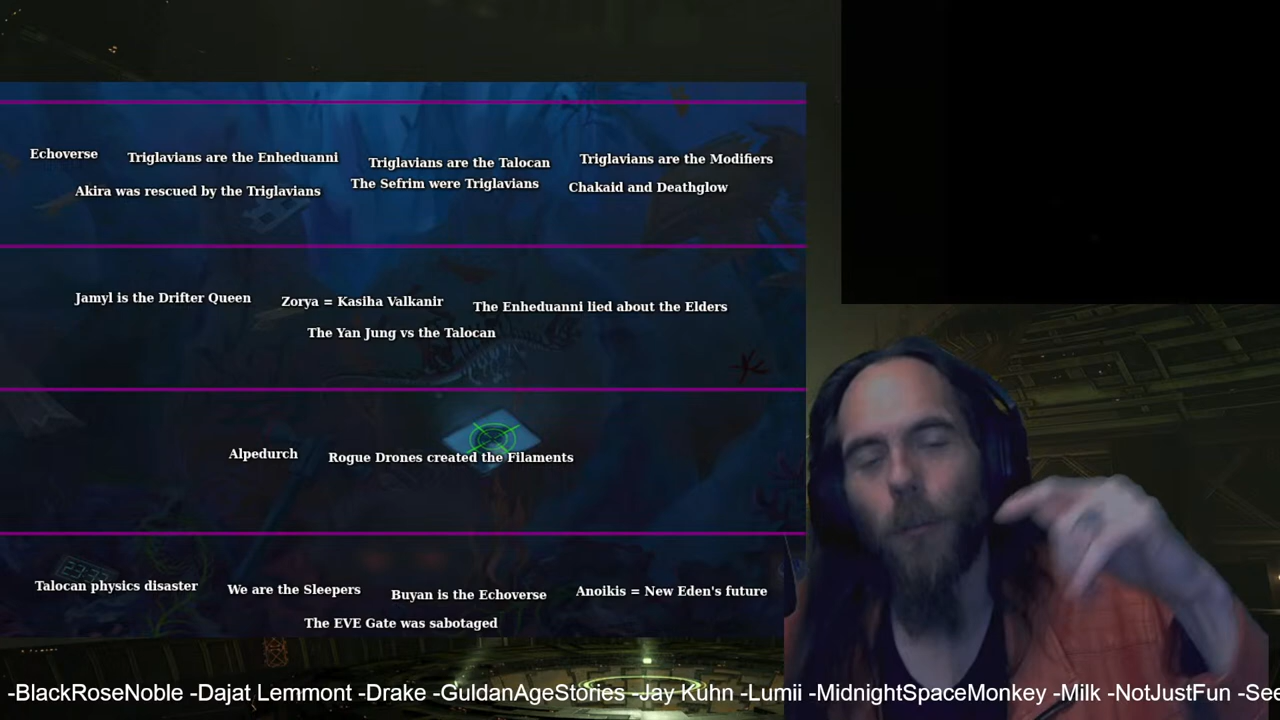 Echoverse
Triglavians are the Enheduanni
Triglavians are the Talocan
Triglavians are the Modifiers
Akira was rescued by the Triglavians
The Sefrim were Triglavians
Chakaid and Deathglow
Jamyl is the Drifter Queen
Zorya = Kasiha Valkanir
The Enheduanni lied about the Elders
The Yan Jung vs the Talocan
Alpedurch
Rogue Drones created the Filaments
23:37
Talocan physics disaster
We are the Sleepers
Buyan is the Echoverse
Anoikis = New Eden's future
The EVE Gate was sabotaged
-BlackRoseNoble -Dajat Lemmont -Drake -GuldanAgeStories -Jay Kuhn -Lumii -MidnightSpaceMonkey -Milk -NotJustFun -See